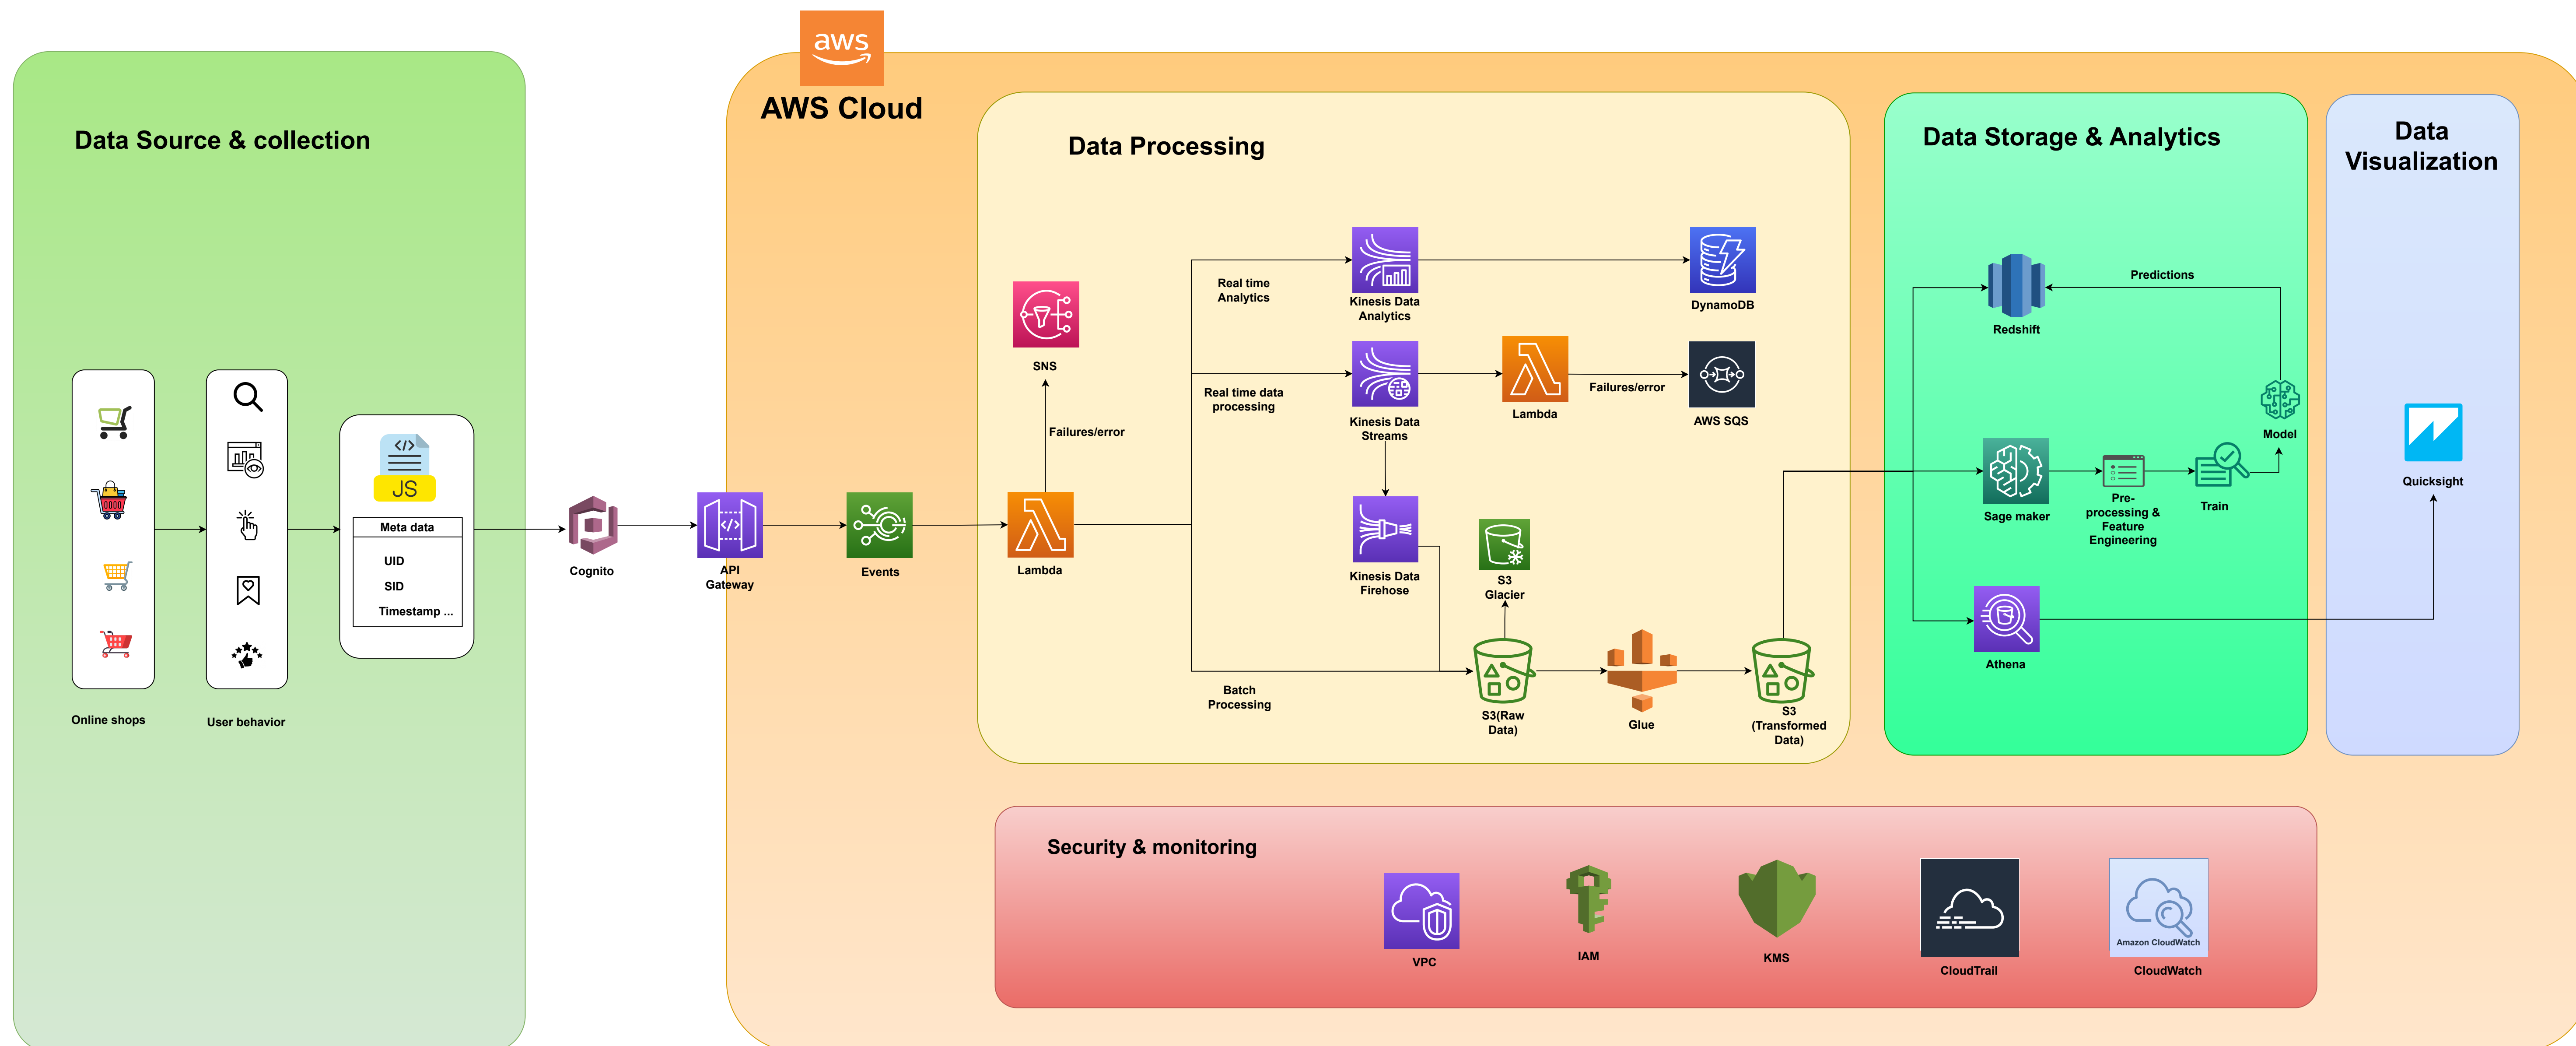 aws
AWS Cloud
Data Source & collection
Online shops
User behavior
</>
JS
Meta data
UID
SID
Timestamp ...
Cognito
</>
API
Gateway
Events
Data Processing
SNS
Failures/error
Lambda
Real time
Analytics
Kinesis Data
Analytics
DynamoDB
Real time data
processing
Kinesis Data
Streams
Lambda
Failures/error
AWS SQS
Kinesis Data
Firehose
S3
Glacier
Batch
Processing
S3(Raw
Data)
Glue
S3
(Transformed
Data)
Data Storage & Analytics
Redshift
Predictions
Model
Sage maker
Pre-
processing &
Feature
Engineering
Train
Athena
Data
Visualization
Quicksight
Security & monitoring
VPC
IAM
KMS
CloudTrail
Amazon CloudWatch
CloudWatch